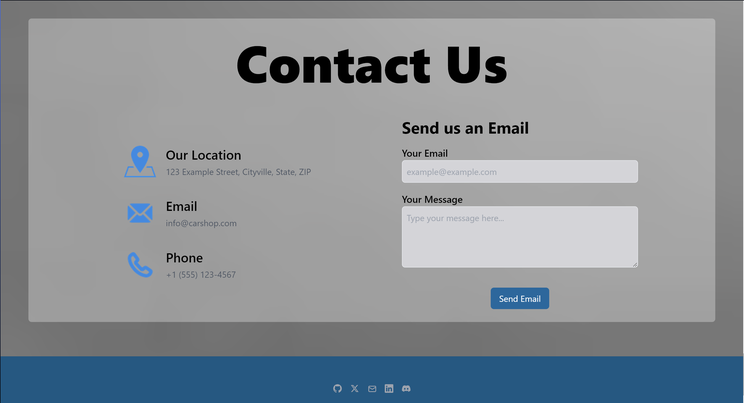 Contact Us
Our Location
123 Example Street, Cityville, State, ZIP
Email
info@carshop.com
Phone
+1 (555) 123-4567
Send us an Email
Your Email
example@example.com
Your Message
Type your message here...
Send Email